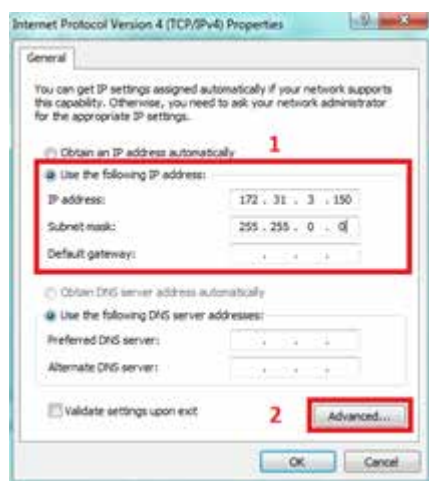 Internet Protocol Version 4 (TCP/IPv4) Properties
General
You can get IP settings assigned automatically if your network supports
this capability. Otherwise, you need to ask your network administrator
for the appropriate IP settings.
1
Obtain an IP address automatically
Use the following IP address:
IP address: 172 . 31 . 3 . 150
Subnet mask: 255 . 255 . 0 . 0
Default gateway: . . .
Obtain DNS server address automatically
Use the following DNS server addresses:
Preferred DNS server: . . .
Alternate DNS server: . . .
Validate settings upon exit
2
Advanced...
OK Cancel